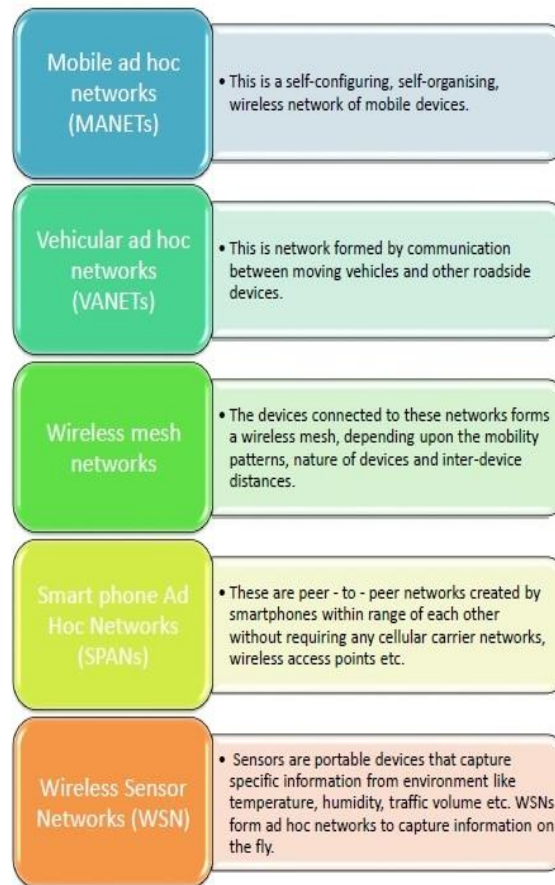 Mobile ad hoc
networks
(MANETs)
• This is a self-configuring, self-organising,
wireless network of mobile devices.
Vehicular ad hoc
networks
(VANETs)
• This is network formed by communication
between moving vehicles and other roadside
devices.
Wireless mesh
networks
• The devices connected to these networks forms
a wireless mesh, depending upon the mobility
patterns, nature of devices and inter-device
distances.
Smart phone Ad
Hoc Networks
(SPANs)
• These are peer - to - peer networks created by
smartphones within range of each other
without requiring any cellular carrier networks,
wireless access points etc.
Wireless Sensor
Networks (WSN)
• Sensors are portable devices that capture
specific information from environment like
temperature, humidity, traffic volume etc. WSNs
form ad hoc networks to capture information on
the fly.